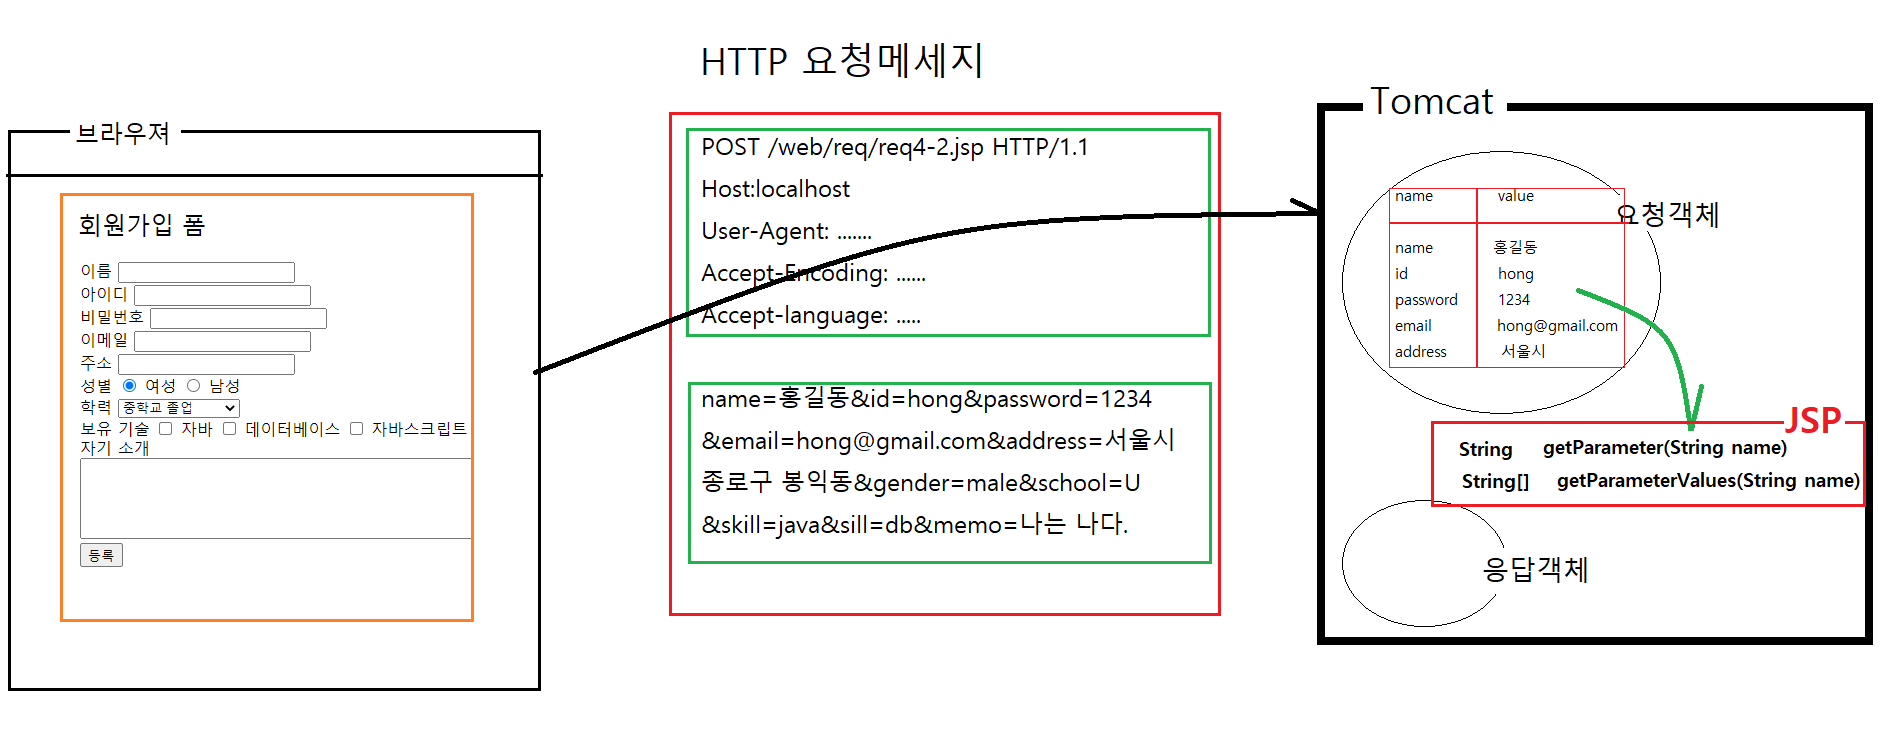 HTTP 요청메세지
브라우져
회원가입 폼
이름
아이디
비밀번호
이메일
주소
성별 여성 남성
학력 중학교 졸업
보유 기술 자바 데이터베이스 자바스크립트
자기 소개
등록
POST /web/req/req4-2.jsp HTTP/1.1
Host:localhost
User-Agent: .......
Accept-Encoding: ......
Accept-language: .....
name=홍길동&id=hong&password=1234
&email=hong@gmail.com&address=서울시
종로구 봉익동&gender=male&school=U
&skill=java&sill=db&memo=나는 나다.
Tomcat
요청객체
name value
name 홍길동
id hong
password 1234
email hong@gmail.com
address 서울시
JSP
String getParameter(String name)
String[] getParameterValues(String name)
응답객체